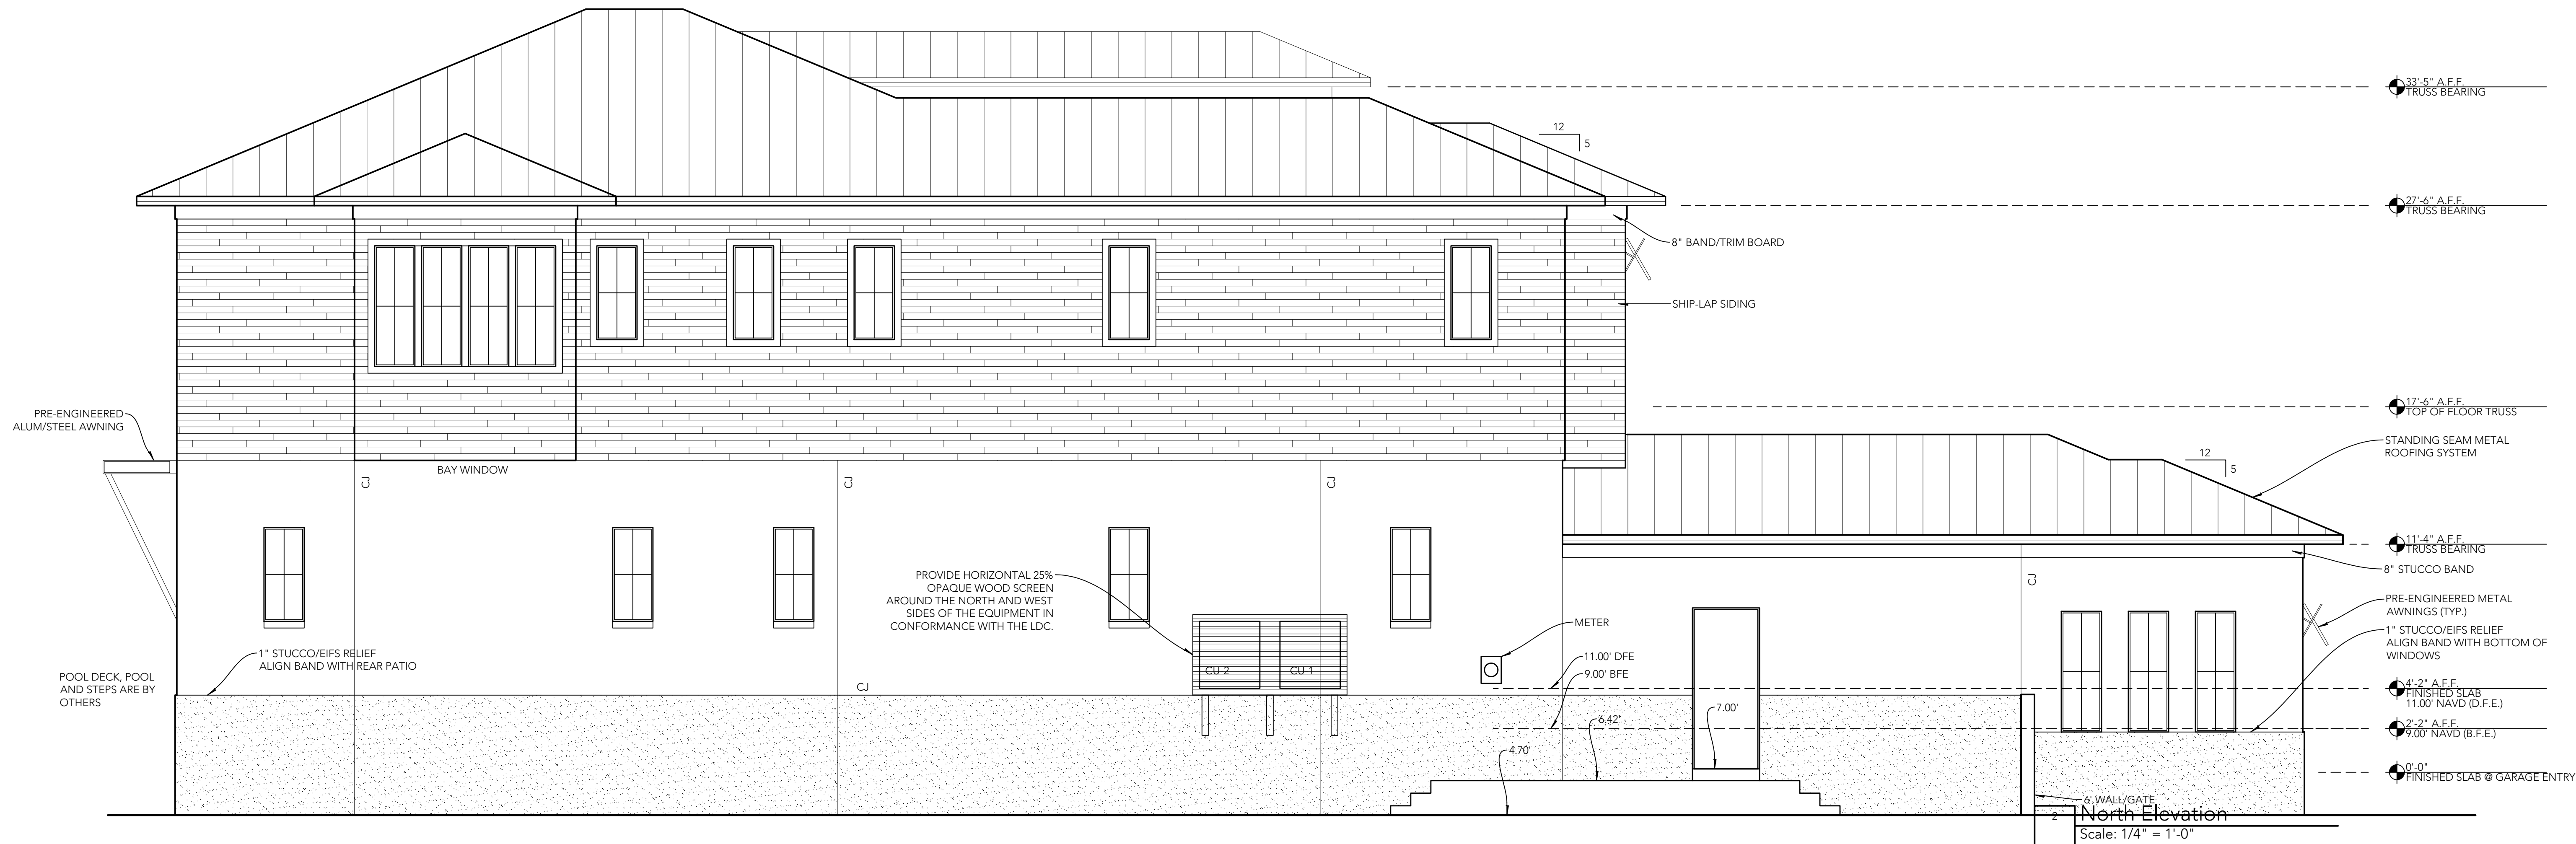 33'-5" A.F.F.
TRUSS BEARING
12
5
27'-6" A.F.F.
TRUSS BEARING
8" BAND/TRIM BOARD
SHIP-LAP SIDING
PRE-ENGINEERED
ALUM/STEEL AWNING
17'-6" A.F.F.
TOP OF FLOOR TRUSS
STANDING SEAM METAL
ROOFING SYSTEM
12
5
BAY WINDOW
CJ
CJ
CJ
11'-4" A.F.F.
TRUSS BEARING
8" STUCCO BAND
CJ
PROVIDE HORIZONTAL 25%
OPAQUE WOOD SCREEN
AROUND THE NORTH AND WEST
SIDES OF THE EQUIPMENT IN
CONFORMANCE WITH THE LDC.
PRE-ENGINEERED METAL
AWNINGS (TYP.)
METER
1" STUCCO/EIFS RELIEF
ALIGN BAND WITH BOTTOM OF
WINDOWS
1" STUCCO/EIFS RELIEF
ALIGN BAND WITH REAR PATIO
11.00' DFE
9.00' BFE
CU-2
CU-1
POOL DECK, POOL
AND STEPS ARE BY
OTHERS
CJ
4'-2" A.F.F.
FINISHED SLAB
11.00' NAVD (D.F.E.)
7.00'
6.42'
4.70'
2'-2" A.F.F.
9.00' NAVD (B.F.E.)
0'-0"
FINISHED SLAB @ GARAGE ENTRY
6' WALL/GATE
2
North Elevation
Scale: 1/4" = 1'-0"